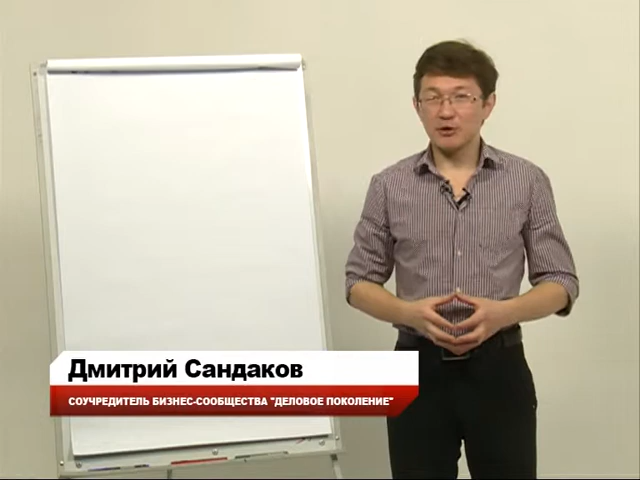 Дмитрий Сандаков
СОУЧРЕДИТЕЛЬ БИЗНЕС-СООБЩЕСТВА "ДЕЛОВОЕ ПОКОЛЕНИЕ"